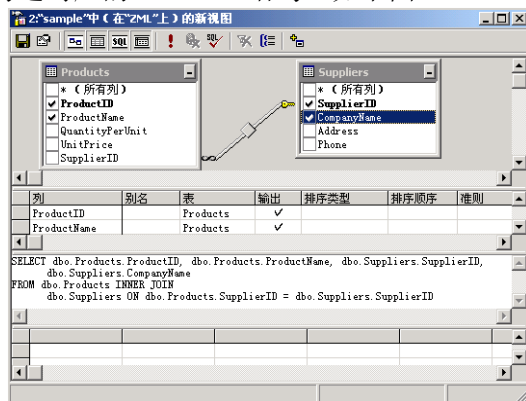 2:"sample"中(在"ZML"上)的新视图
SQL
Products
*（所有列)
ProductID
ProductName
QuantityPerUnit
UnitPrice
SupplierID
Suppliers
*（所有列)
SupplierID
CompanyName
Address
Phone
列 别名 表 输出 排序类型 排序顺序 准则
ProductID Products
ProductName Products
SELECT dbo.Products.ProductID, dbo.Products.ProductName, dbo.Suppliers.SupplierID,
dbo.Suppliers.CompanyName
FROM dbo.Products INNER JOIN
dbo.Suppliers ON dbo.Products.SupplierID = dbo.Suppliers.SupplierID